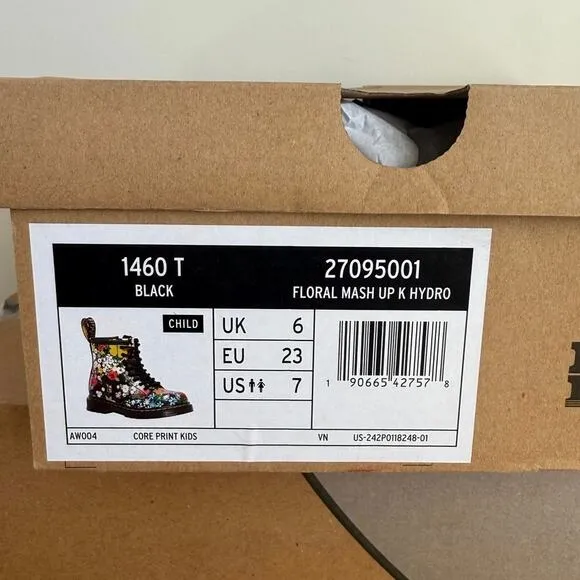 1460 T
BLACK
27095001
FLORAL MASH UP K HYDRO
CHILD
UK 6
EU 23
US 7
1 90665 42757 8
AW004
CORE PRINT KIDS
VN
US-242P0118248-01